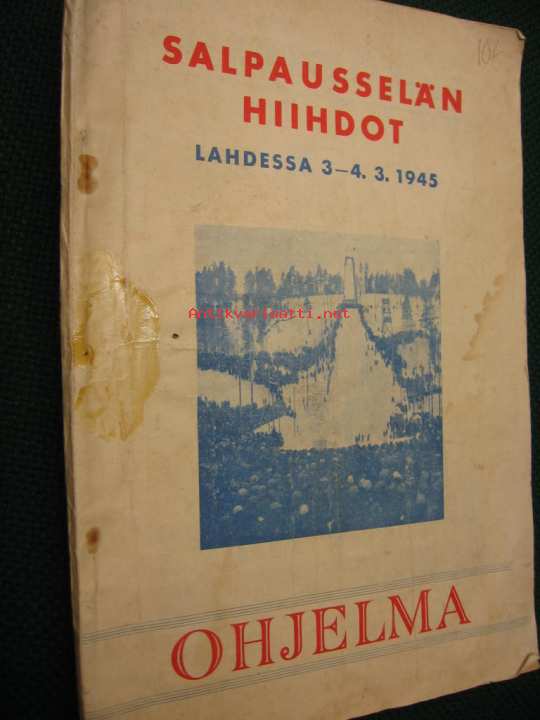 SALPAUSSELÄN
HIIHDOT
LAHDESSA 3–4. 3. 1945
Antikvariaatti.net
OHJELMA